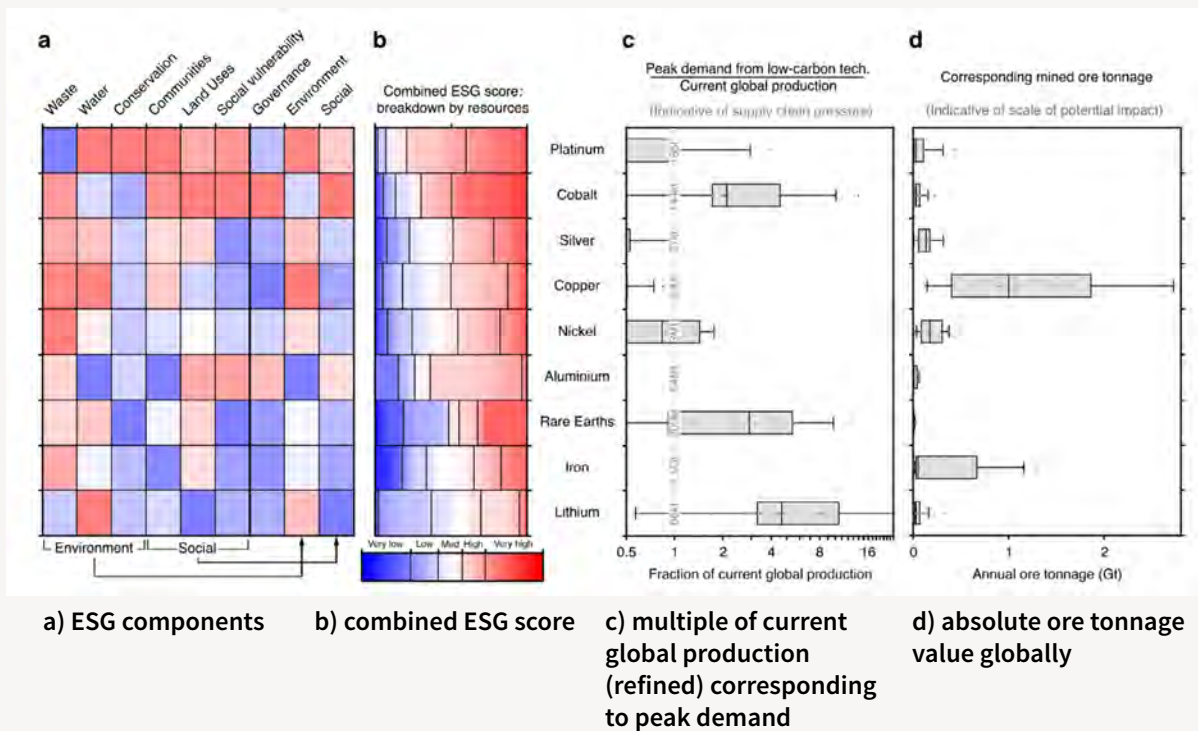 a
b
c
d
Waste
Water
Conservation
Communities
Land Uses
Social vulnerability
Governance
Environment
Social
Combined ESG score:
breakdown by resources
Peak demand from low-carbon tech.
Current global production
(Indicative of supply chain pressure)
Corresponding mined ore tonnage
(Indicative of scale of potential impact)
Platinum
Cobalt
Silver
Copper
Nickel
Aluminium
Rare Earths
Iron
Lithium
Environment
Social
Very low
Low
Med
High
Very high
0.5 1 2 4 8 16
Fraction of current global production
0 1 2
Annual ore tonnage (Gt)
a) ESG components
b) combined ESG score
c) multiple of current
global production
(refined) corresponding
to peak demand
d) absolute ore tonnage
value globally